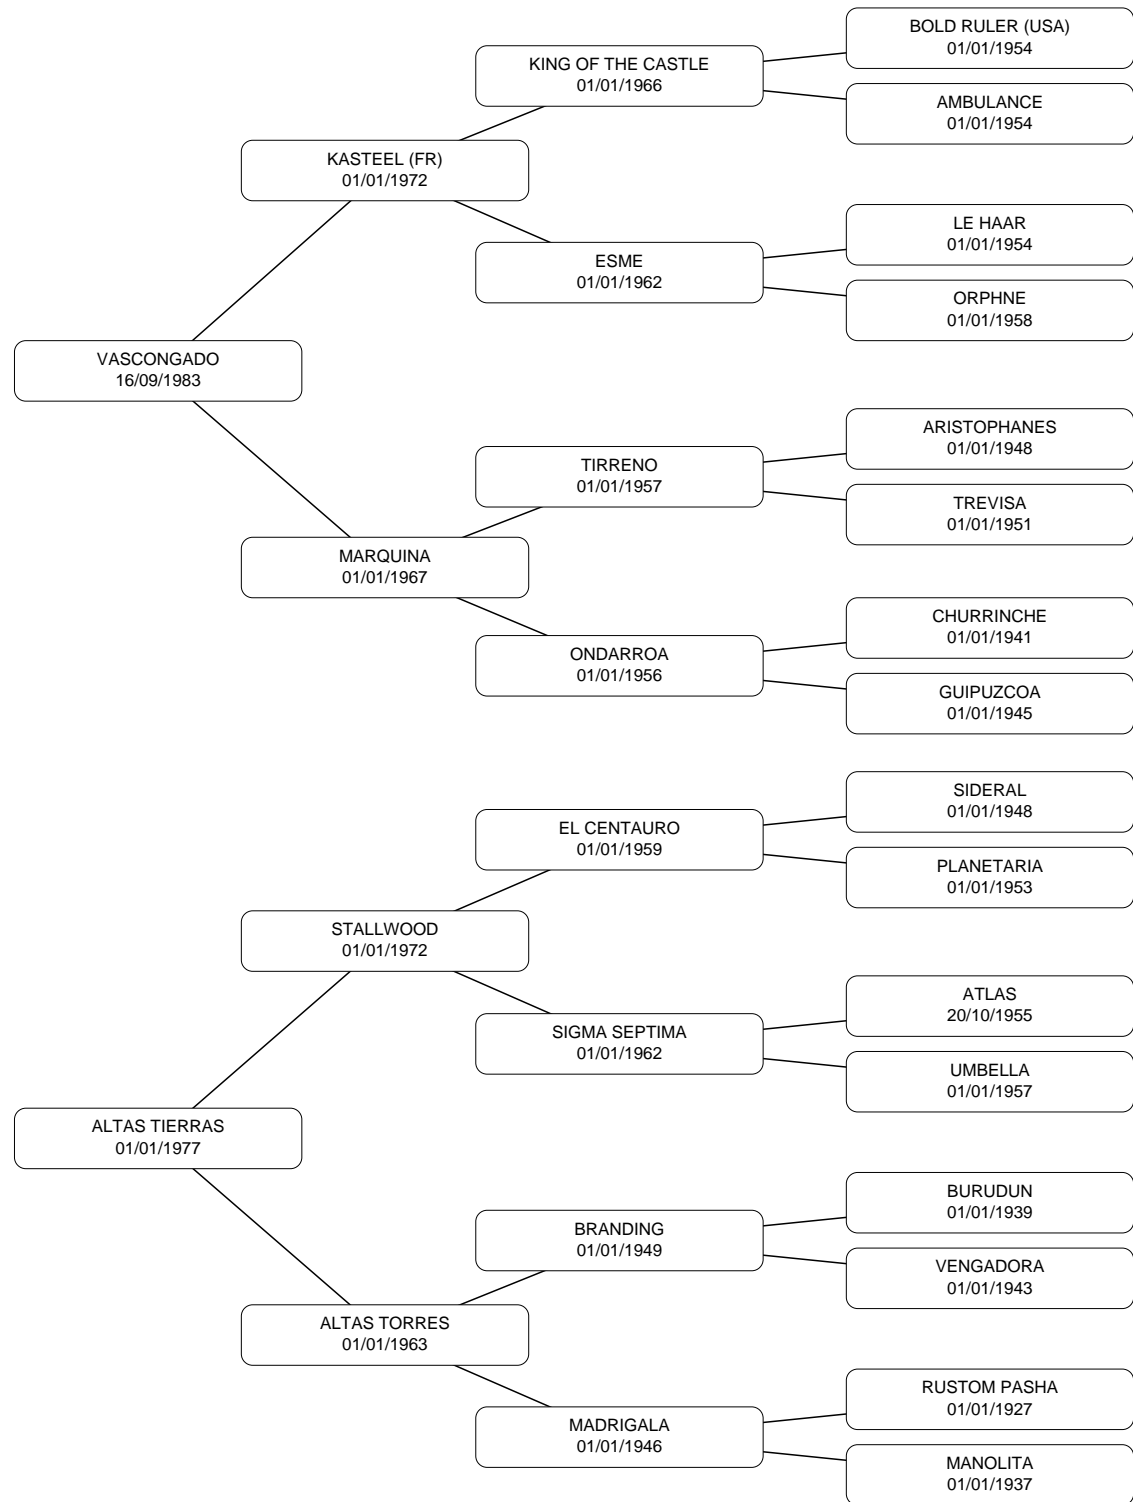 BOLD RULER (USA)
01/01/1954
KING OF THE CASTLE
01/01/1966
AMBULANCE
01/01/1954
KASTEEL (FR)
01/01/1972
LE HAAR
01/01/1954
ESME
01/01/1962
ORPHNE
01/01/1958
VASCONGADO
16/09/1983
ARISTOPHANES
01/01/1948
TIRRENO
01/01/1957
TREVISA
01/01/1951
MARQUINA
01/01/1967
CHURRINCHE
01/01/1941
ONDARROA
01/01/1956
GUIPUZCOA
01/01/1945
SIDERAL
01/01/1948
EL CENTAURO
01/01/1959
PLANETARIA
01/01/1953
STALLWOOD
01/01/1972
ATLAS
20/10/1955
SIGMA SEPTIMA
01/01/1962
UMBELLA
01/01/1957
ALTAS TIERRAS
01/01/1977
BURUDUN
01/01/1939
BRANDING
01/01/1949
VENGADORA
01/01/1943
ALTAS TORRES
01/01/1963
RUSTOM PASHA
01/01/1927
MADRIGALA
01/01/1946
MANOLITA
01/01/1937